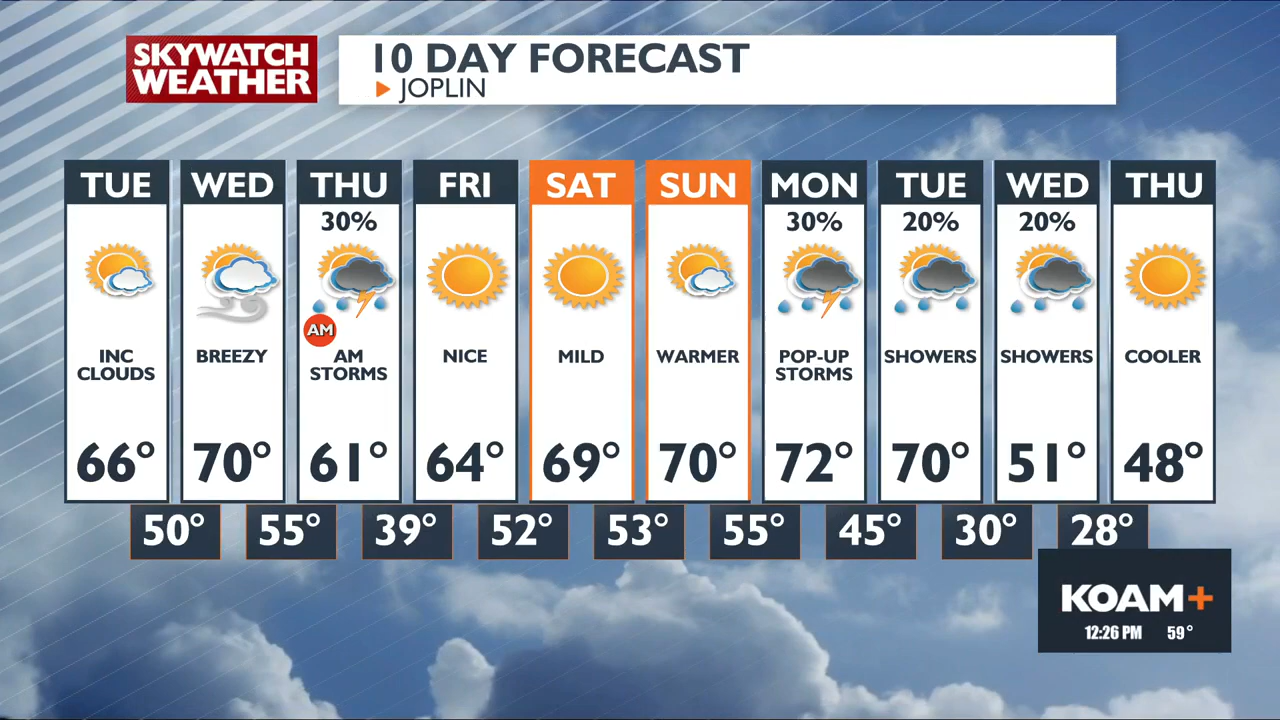 SKYWATCH
WEATHER
10 DAY FORECAST
JOPLIN
TUE WED THU FRI SAT SUN MON TUE WED THU
30% 30% 20% 20%
AM
INC CLOUDS
BREEZY
AM STORMS
NICE
MILD
WARMER
POP-UP STORMS
SHOWERS
SHOWERS
COOLER
66° 70° 61° 64° 69° 70° 72° 70° 51° 48°
50° 55° 39° 52° 53° 55° 45° 30° 28°
KOAM+
12:26 PM 59°